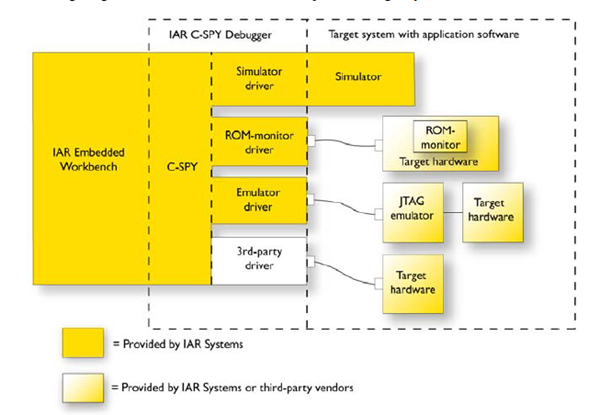 IAR C-SPY Debugger
Target system with application software
Simulator
driver
Simulator
ROM-monitor
driver
ROM-
monitor
Target hardware
IAR Embedded
Workbench
C-SPY
Emulator
driver
JTAG
emulator
Target
hardware
3rd-party
driver
Target
hardware
= Provided by IAR Systems
= Provided by IAR Systems or third-party vendors